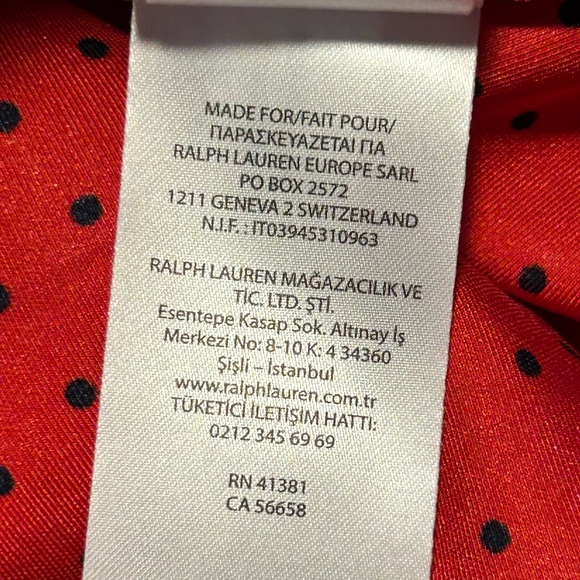 MADE FOR/FAIT POUR/
ΠΑΡΑΣΚΕΥΑΖΕΤΑΙ ΓΙΑ
RALPH LAUREN EUROPE SARL
PO BOX 2572
1211 GENEVA 2 SWITZERLAND
N.I.F. : IT03945310963
RALPH LAUREN MAĞAZACILIK VE
TİC. LTD. ŞTİ.
Esentepe Kasap Sok. Altınay İş
Merkezi No: 8-10 K: 4 34360
Şişli – İstanbul
www.ralphlauren.com.tr
TÜKETİCİ İLETİŞİM HATTI:
0212 345 69 69
RN 41381
CA 56658